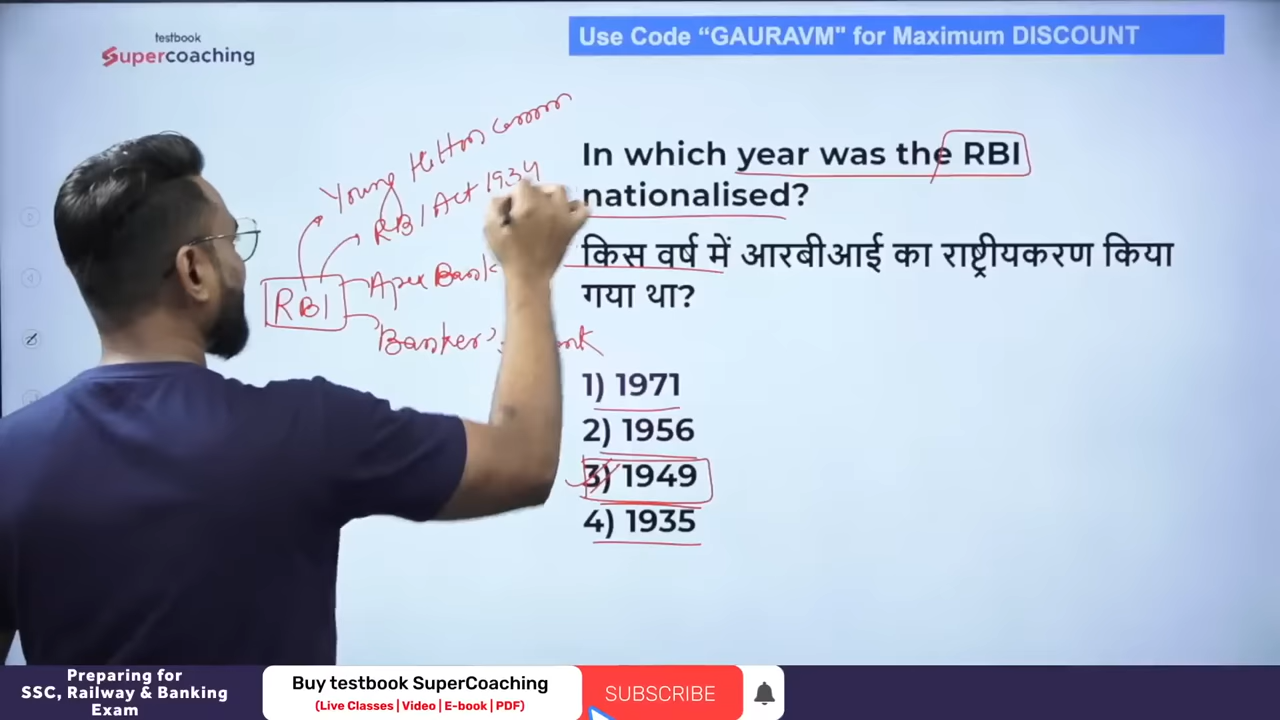 testbook
Supercoaching
Use Code “GAURAVM" for Maximum DISCOUNT
In which year was the RBI
nationalised?
किस वर्ष में आरबीआई का राष्ट्रीयकरण किया
गया था?
1) 1971
2) 1956
3) 1949
4) 1935
Young Hilton
RBI Act 1934
Apex Bank
RBI
Banker's
Preparing for
SSC, Railway & Banking
Exam
Buy testbook SuperCoaching
(Live Classes | Video | E-book | PDF)
SUBSCRIBE